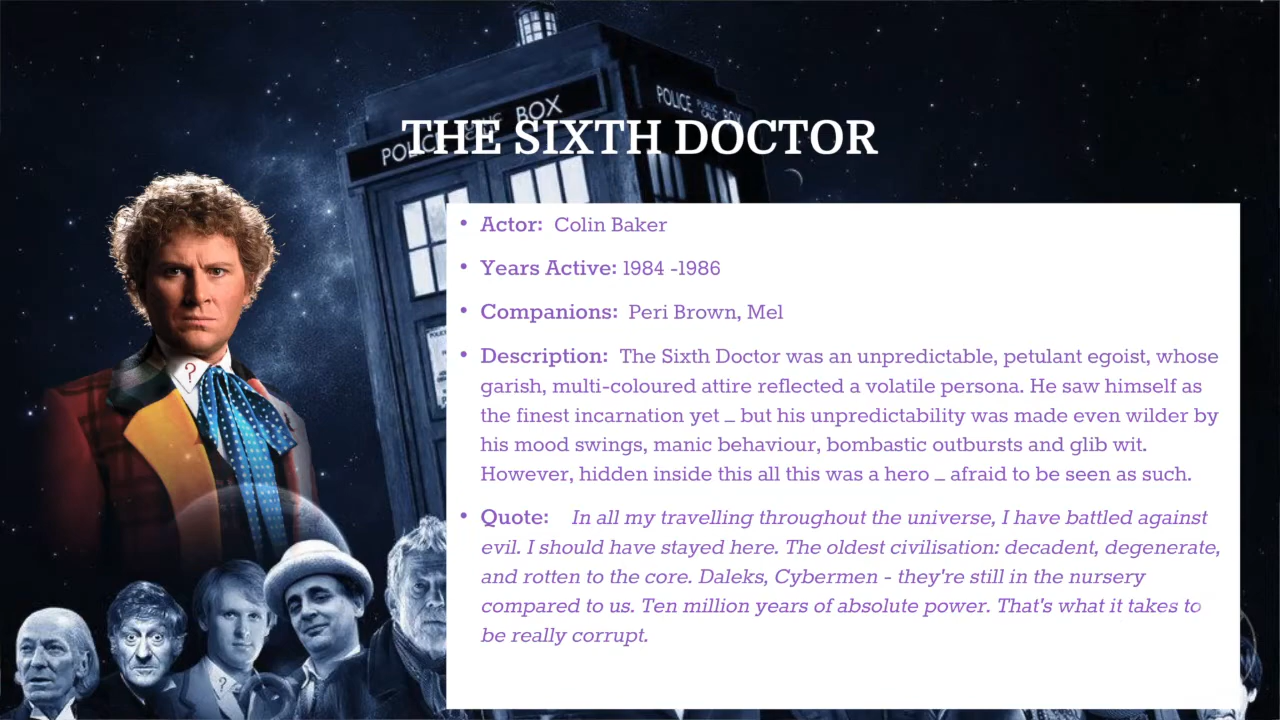 POLICE PUBLIC CALL BOX
POLICE PUBLIC CALL BOX
THE SIXTH DOCTOR
• Actor: Colin Baker
• Years Active: 1984 -1986
• Companions: Peri Brown, Mel
• Description: The Sixth Doctor was an unpredictable, petulant egoist, whose
garish, multi-coloured attire reflected a volatile persona. He saw himself as
the finest incarnation yet _ but his unpredictability was made even wilder by
his mood swings, manic behaviour, bombastic outbursts and glib wit.
However, hidden inside this all this was a hero _ afraid to be seen as such.
• Quote: In all my travelling throughout the universe, I have battled against
evil. I should have stayed here. The oldest civilisation: decadent, degenerate,
and rotten to the core. Daleks, Cybermen - they're still in the nursery
compared to us. Ten million years of absolute power. That's what it takes to
be really corrupt.
?
?